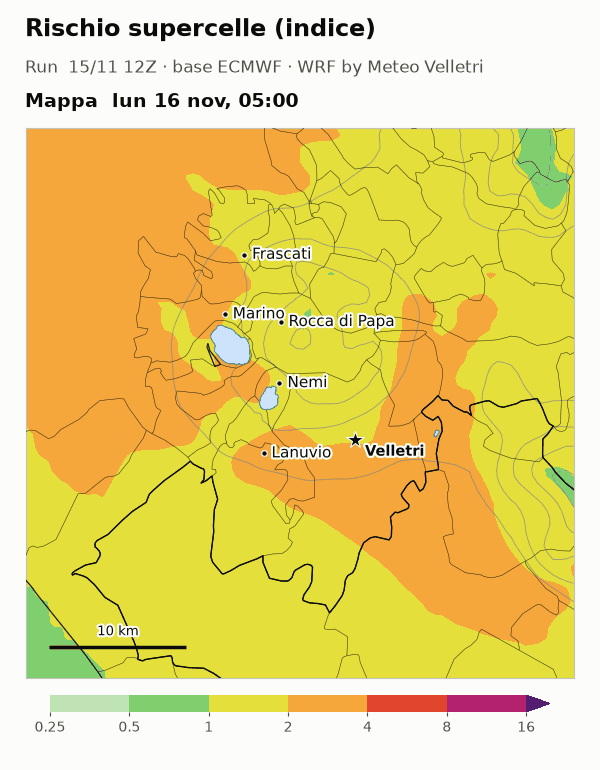 Rischio supercelle (indice)
Run  15/11 12Z · base ECMWF · WRF by Meteo Velletri
Mappa  lun 16 nov, 05:00
Frascati
Marino
Rocca di Papa
Nemi
Velletri
Lanuvio
10 km
0.25 0.5 1 2 4 8 16